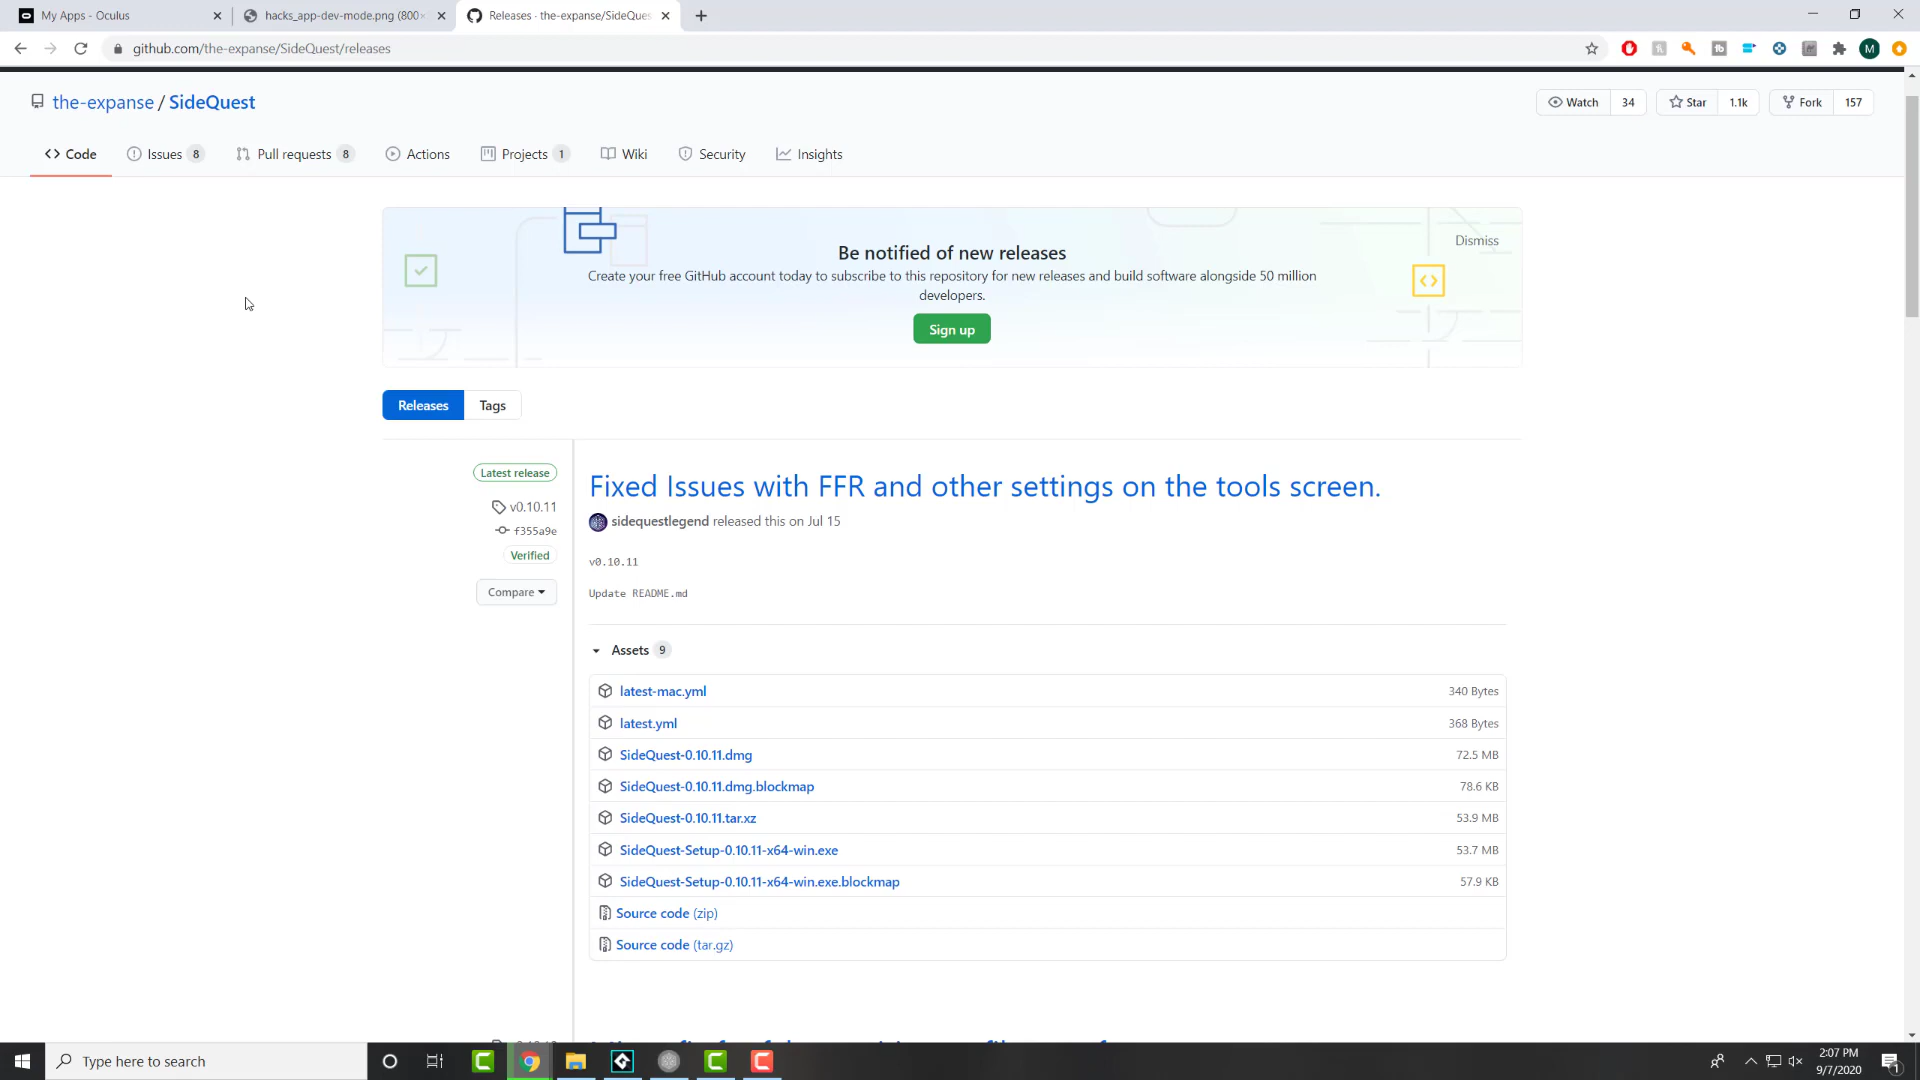 My Apps - Oculus
hacks_app-dev-mode.png (800×
Releases · the-expanse/SideQues
github.com/the-expanse/SideQuest/releases
M
the-expanse / SideQuest
Watch 34
Star 1.1k
Fork 157
Code
Issues 8
Pull requests 8
Actions
Projects 1
Wiki
Security
Insights
Be notified of new releases
Dismiss
Create your free GitHub account today to subscribe to this repository for new releases and build software alongside 50 million
developers.
Sign up
Releases
Tags
Latest release
v0.10.11
f355a9e
Verified
Compare
Fixed Issues with FFR and other settings on the tools screen.
sidequestlegend released this on Jul 15
v0.10.11
Update README.md
Assets 9
latest-mac.yml 340 Bytes
latest.yml 368 Bytes
SideQuest-0.10.11.dmg 72.5 MB
SideQuest-0.10.11.dmg.blockmap 78.6 KB
SideQuest-0.10.11.tar.xz 53.9 MB
SideQuest-Setup-0.10.11-x64-win.exe 53.7 MB
SideQuest-Setup-0.10.11-x64-win.exe.blockmap 57.9 KB
Source code (zip)
Source code (tar.gz)
Type here to search
2:07 PM
9/7/2020
1